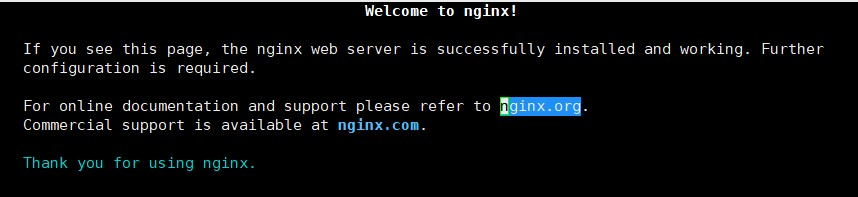 Welcome to nginx!
If you see this page, the nginx web server is successfully installed and working. Further
configuration is required.
For online documentation and support please refer to nginx.org.
Commercial support is available at nginx.com.
Thank you for using nginx.